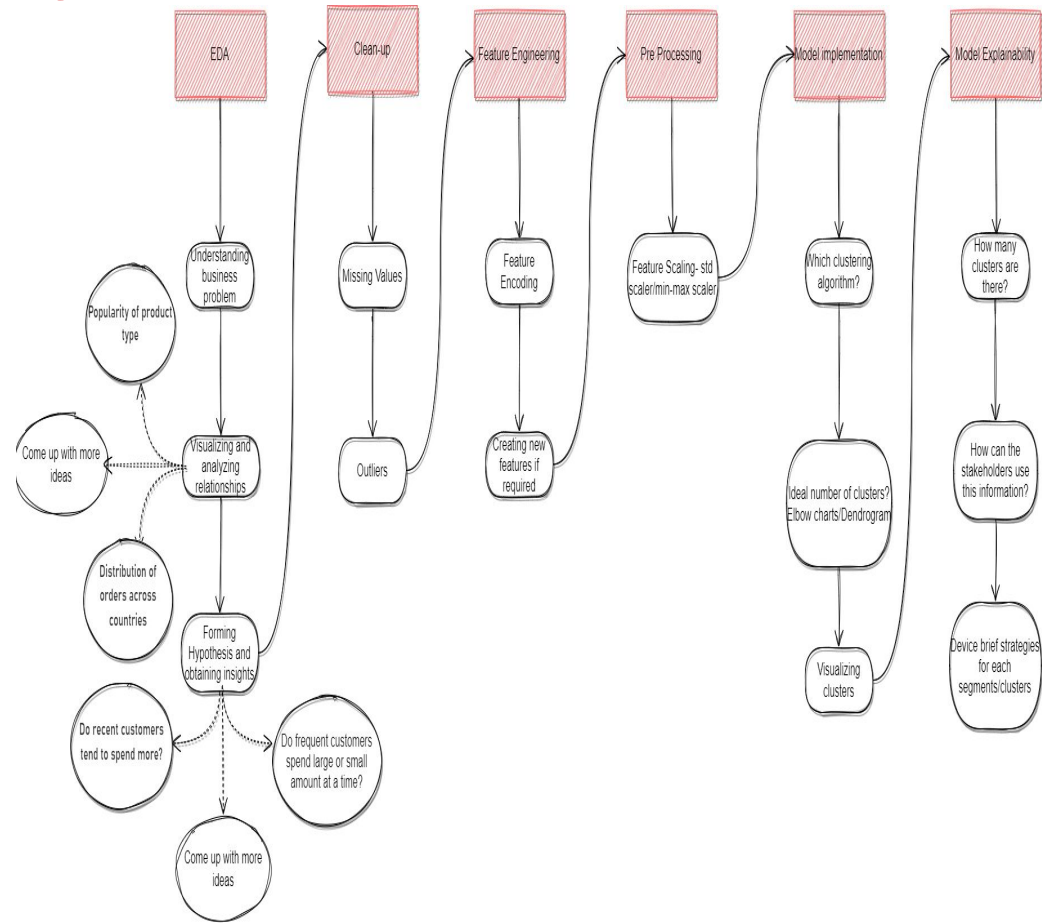 EDA
Clean-up
Feature Engineering
Pre Processing
Model implementation
Model Explainability
Understanding
business
problem
Popularity of product
type
Visualizing and
analyzing
relationships
Come up with more
ideas
Distribution of
orders across
countries
Forming
Hypothesis and
obtaining insights
Do recent customers
tend to spend more?
Do frequent customers
spend large or small
amount at a time?
Come up with more
ideas
Missing Values
Outliers
Feature
Encoding
Creating new
features if
required
Feature Scaling- std
scaler/min-max scaler
Which clustering
algorithm?
Ideal number of clusters?
Elbow charts/Dendrogram
Visualizing
clusters
How many
clusters are
there?
How can the
stakeholders use
this information?
Device brief strategies
for each
segments/clusters